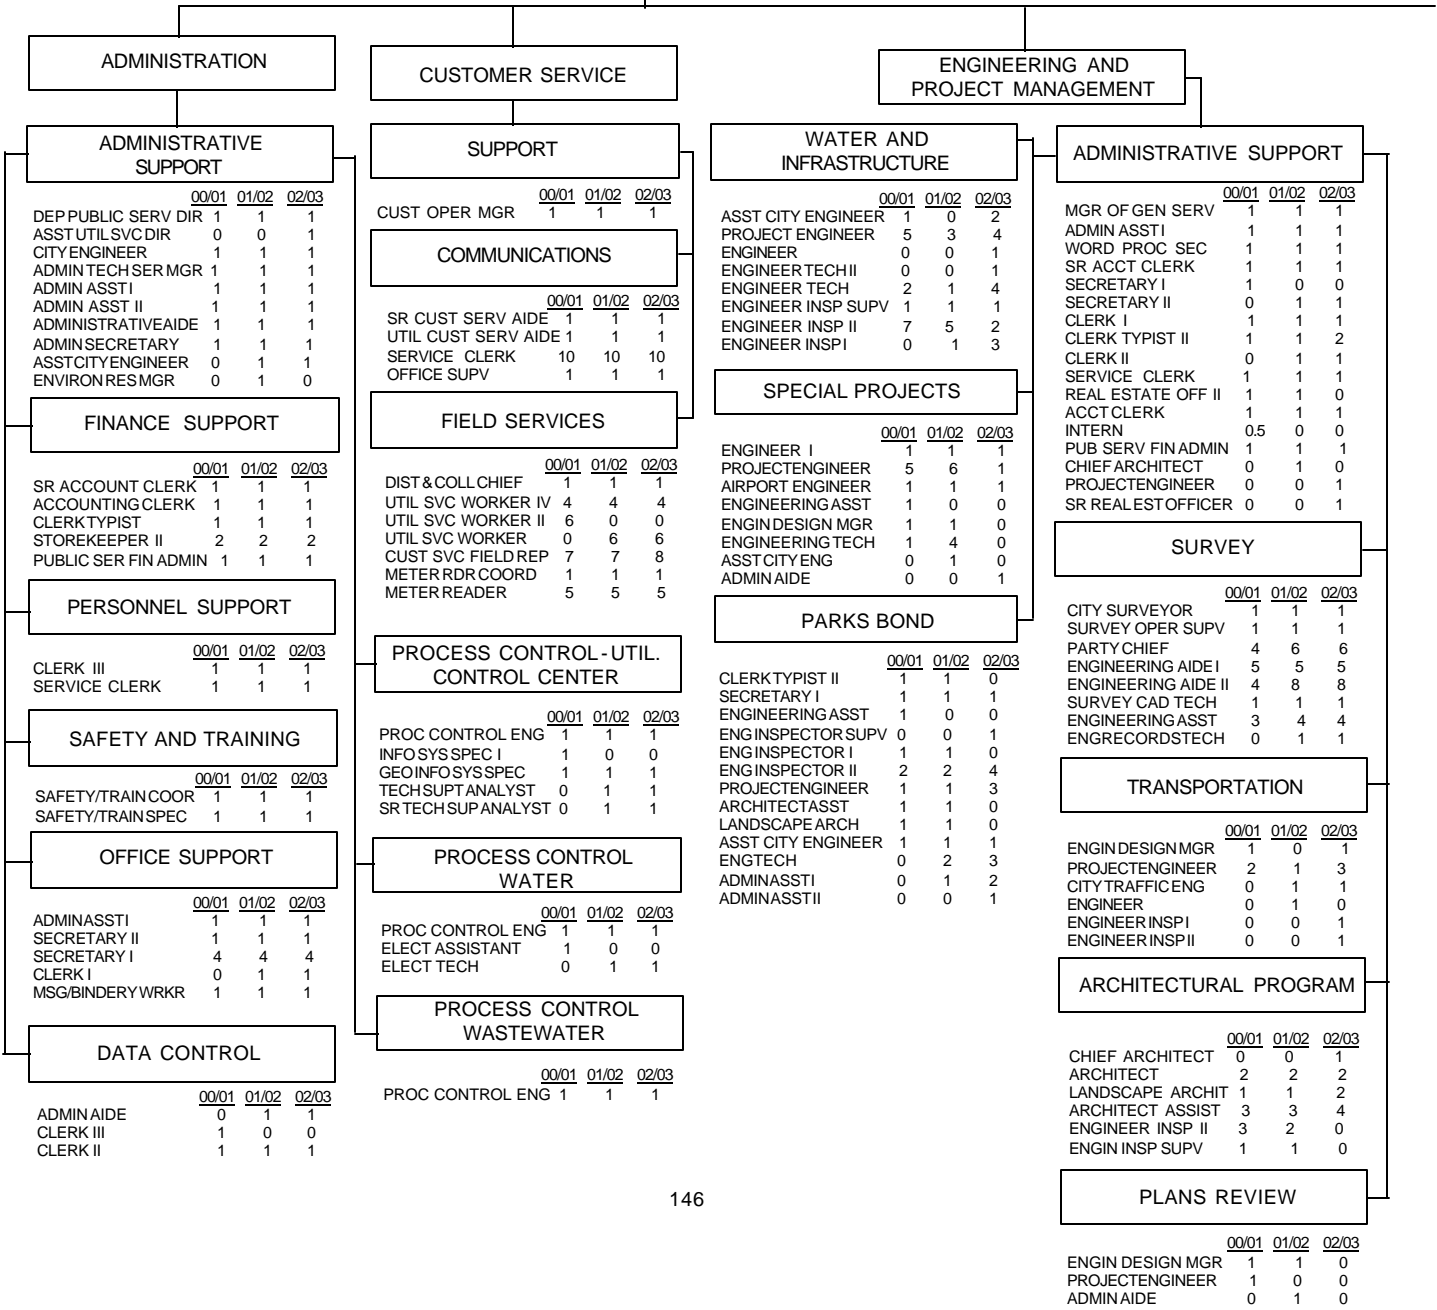 ADMINISTRATION
ADMINISTRATIVE
SUPPORT
00/01 01/02 02/03
DEP PUBLIC SERV DIR 1 1 1
ASST UTIL SVC DIR 0 0 1
CITY ENGINEER 1 1 1
ADMIN TECH SER MGR 1 1 1
ADMIN ASST I 1 1 1
ADMIN ASST II 1 1 1
ADMINISTRATIVE AIDE 1 1 1
ADMIN SECRETARY 1 1 1
ASST CITY ENGINEER 0 1 1
ENVIRON RES MGR 0 1 0
FINANCE SUPPORT
00/01 01/02 02/03
SR ACCOUNT CLERK 1 1 1
ACCOUNTING CLERK 1 1 1
CLERK TYPIST 1 1 1
STOREKEEPER II 2 2 2
PUBLIC SER FIN ADMIN 1 1 1
PERSONNEL SUPPORT
00/01 01/02 02/03
CLERK III 1 1 1
SERVICE CLERK 1 1 1
SAFETY AND TRAINING
00/01 01/02 02/03
SAFETY/TRAIN COOR 1 1 1
SAFETY/TRAIN SPEC 1 1 1
OFFICE SUPPORT
00/01 01/02 02/03
ADMIN ASST I 1 1 1
SECRETARY II 1 1 1
SECRETARY I 4 4 4
CLERK I 0 1 1
MSG/BINDERY WRKR 1 1 1
DATA CONTROL
00/01 01/02 02/03
ADMIN AIDE 0 1 1
CLERK III 1 0 0
CLERK II 1 1 1
CUSTOMER SERVICE
SUPPORT
00/01 01/02 02/03
CUST OPER MGR 1 1 1
COMMUNICATIONS
00/01 01/02 02/03
SR CUST SERV AIDE 1 1 1
UTIL CUST SERV AIDE 1 1 1
SERVICE CLERK 10 10 10
OFFICE SUPV 1 1 1
FIELD SERVICES
00/01 01/02 02/03
DIST & COLL CHIEF 1 1 1
UTIL SVC WORKER IV 4 4 4
UTIL SVC WORKER II 6 0 0
UTIL SVC WORKER 0 6 6
CUST SVC FIELD REP 7 7 8
METER RDR COORD 1 1 1
METER READER 5 5 5
PROCESS CONTROL-UTIL.
CONTROL CENTER
00/01 01/02 02/03
PROC CONTROL ENG 1 1 1
INFO SYS SPEC I 1 0 0
GEO INFO SYS SPEC 1 1 1
TECH SUPT ANALYST 0 1 1
SR TECH SUP ANALYST 0 1 1
PROCESS CONTROL
WATER
00/01 01/02 02/03
PROC CONTROL ENG 1 1 1
ELECT ASSISTANT 1 0 0
ELECT TECH 0 1 1
PROCESS CONTROL
WASTEWATER
00/01 01/02 02/03
PROC CONTROL ENG 1 1 1
ENGINEERING AND
PROJECT MANAGEMENT
WATER AND
INFRASTRUCTURE
00/01 01/02 02/03
ASST CITY ENGINEER 1 0 2
PROJECT ENGINEER 5 3 4
ENGINEER 0 0 1
ENGINEER TECH II 0 0 1
ENGINEER TECH 2 1 4
ENGINEER INSP SUPV 1 1 1
ENGINEER INSP II 7 5 2
ENGINEER INSP I 0 1 3
SPECIAL PROJECTS
00/01 01/02 02/03
ENGINEER I 1 1 1
PROJECT ENGINEER 5 6 1
AIRPORT ENGINEER 1 1 1
ENGINEERING ASST 1 0 0
ENGIN DESIGN MGR 1 1 0
ENGINEERING TECH 1 4 0
ASST CITY ENG 0 1 0
ADMIN AIDE 0 0 1
PARKS BOND
00/01 01/02 02/03
CLERK TYPIST II 1 1 0
SECRETARY I 1 1 1
ENGINEERING ASST 1 0 0
ENG INSPECTOR SUPV 0 0 1
ENG INSPECTOR I 1 1 0
ENG INSPECTOR II 2 2 4
PROJECT ENGINEER 1 1 3
ARCHITECT ASST 1 1 0
LANDSCAPE ARCH 1 1 0
ASST CITY ENGINEER 1 1 1
ENG TECH 0 2 3
ADMIN ASST I 0 1 2
ADMIN ASST II 0 0 1
ADMINISTRATIVE SUPPORT
00/01 01/02 02/03
MGR OF GEN SERV 1 1 1
ADMIN ASST I 1 1 1
WORD PROC SEC 1 1 1
SR ACCT CLERK 1 1 1
SECRETARY I 1 0 0
SECRETARY II 0 1 1
CLERK I 1 1 1
CLERK TYPIST II 1 1 2
CLERK II 0 1 1
SERVICE CLERK 1 1 1
REAL ESTATE OFF II 1 1 0
ACCT CLERK 1 1 1
INTERN 0.5 0 0
PUB SERV FIN ADMIN 1 1 1
CHIEF ARCHITECT 0 1 0
PROJECT ENGINEER 0 0 1
SR REAL EST OFFICER 0 0 1
SURVEY
00/01 01/02 02/03
CITY SURVEYOR 1 1 1
SURVEY OPER SUPV 1 1 1
PARTY CHIEF 4 6 6
ENGINEERING AIDE I 5 5 5
ENGINEERING AIDE II 4 8 8
SURVEY CAD TECH 1 1 1
ENGINEERING ASST 3 4 4
ENG RECORDS TECH 0 1 1
TRANSPORTATION
00/01 01/02 02/03
ENGIN DESIGN MGR 1 0 1
PROJECT ENGINEER 2 1 3
CITY TRAFFIC ENG 0 1 1
ENGINEER 0 1 0
ENGINEER INSP I 0 0 1
ENGINEER INSP II 0 0 1
ARCHITECTURAL PROGRAM
00/01 01/02 02/03
CHIEF ARCHITECT 0 0 1
ARCHITECT 2 2 2
LANDSCAPE ARCHIT 1 1 2
ARCHITECT ASSIST 3 3 4
ENGINEER INSP II 3 2 0
ENGIN INSP SUPV 1 1 0
PLANS REVIEW
00/01 01/02 02/03
ENGIN DESIGN MGR 1 1 0
PROJECT ENGINEER 1 0 0
ADMIN AIDE 0 1 0
146